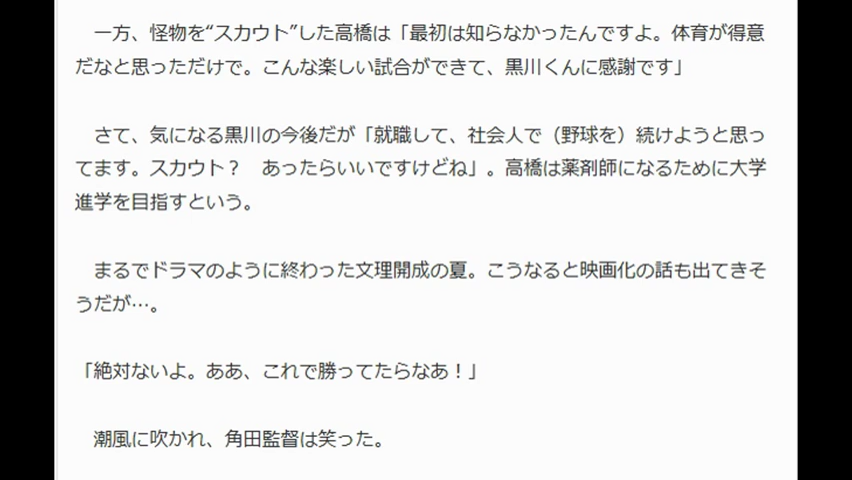 一方、怪物を“スカウト”した高橋は「最初は知らなかったんですよ。体育が得意
だなと思っただけで。こんな楽しい試合ができて、黒川くんに感謝です」
さて、気になる黒川の今後だが「就職して、社会人で（野球を）続けようと思っ
てます。スカウト？　あったらいいですけどね」。高橋は薬剤師になるために大学
進学を目指すという。
まるでドラマのように終わった文理開成の夏。こうなると映画化の話も出てきそ
うだが…。
「絶対ないよ。ああ、これで勝ってたらなあ！」
潮風に吹かれ、角田監督は笑った。